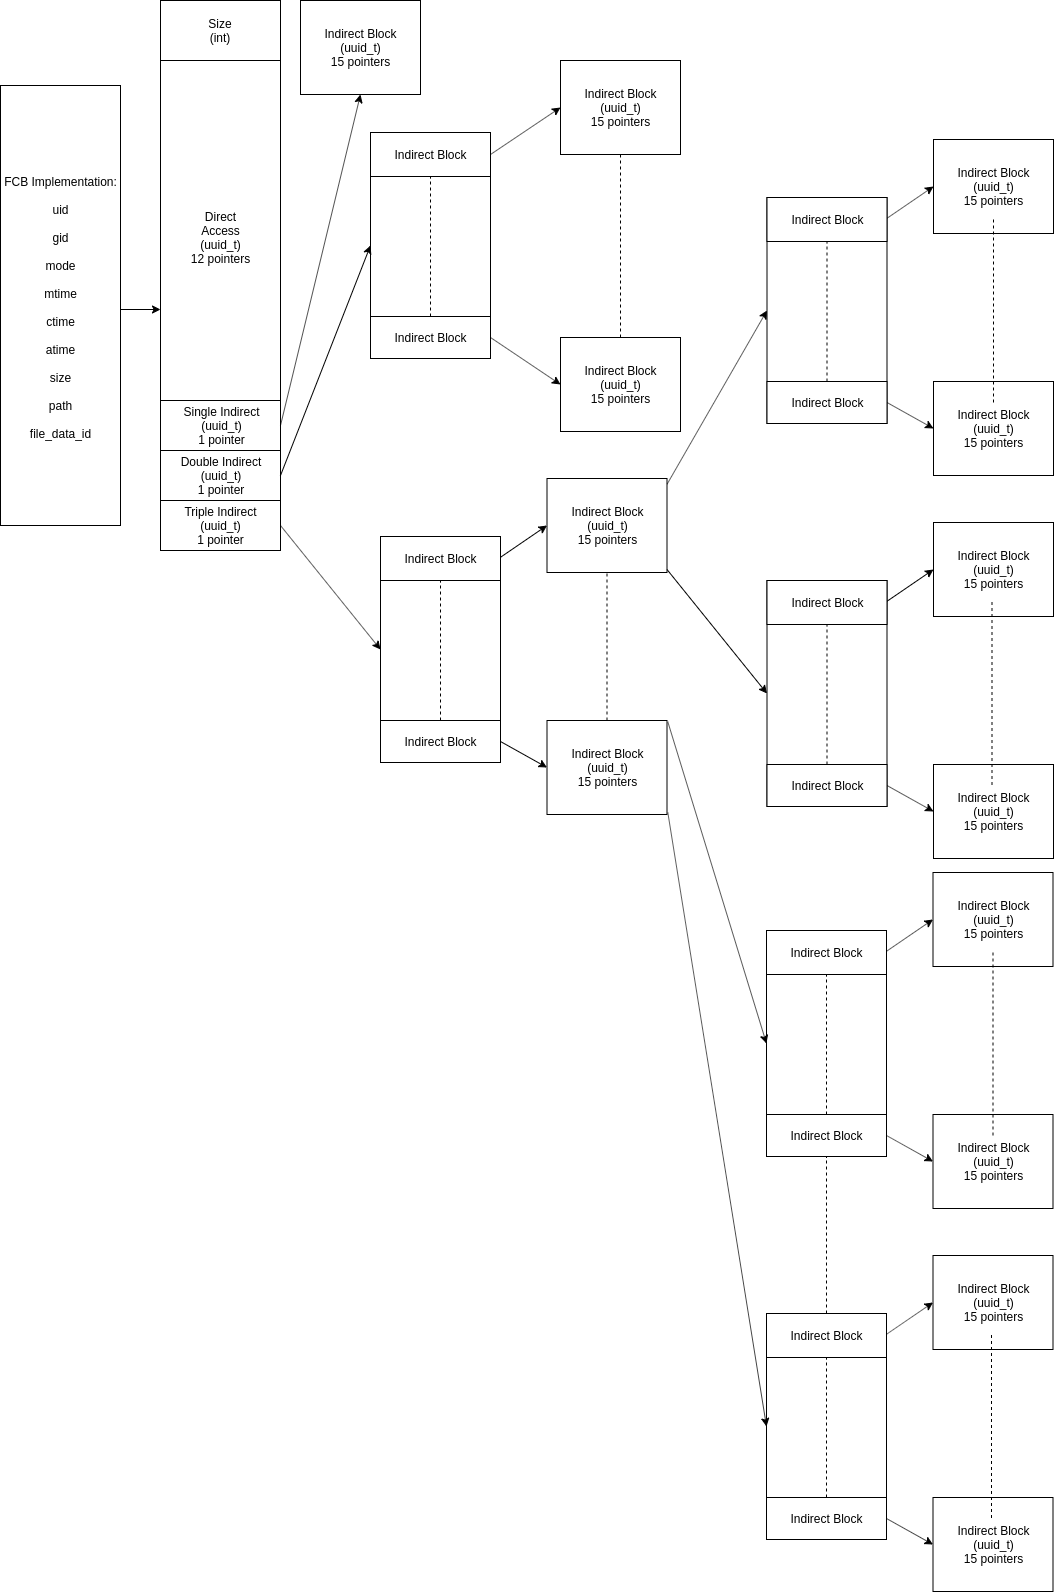 FCB Implementation:
uid
gid
mode
mtime
ctime
atime
size
path
file_data_id
Size
(int)
Direct
Access
(uuid_t)
12 pointers
Single Indirect
(uuid_t)
1 pointer
Double Indirect
(uuid_t)
1 pointer
Triple Indirect
(uuid_t)
1 pointer
Indirect Block
(uuid_t)
15 pointers
Indirect Block
Indirect Block
Indirect Block
(uuid_t)
15 pointers
Indirect Block
(uuid_t)
15 pointers
Indirect Block
Indirect Block
Indirect Block
(uuid_t)
15 pointers
Indirect Block
(uuid_t)
15 pointers
Indirect Block
Indirect Block
Indirect Block
(uuid_t)
15 pointers
Indirect Block
(uuid_t)
15 pointers
Indirect Block
Indirect Block
Indirect Block
(uuid_t)
15 pointers
Indirect Block
(uuid_t)
15 pointers
Indirect Block
Indirect Block
Indirect Block
(uuid_t)
15 pointers
Indirect Block
(uuid_t)
15 pointers
Indirect Block
Indirect Block
Indirect Block
(uuid_t)
15 pointers
Indirect Block
(uuid_t)
15 pointers